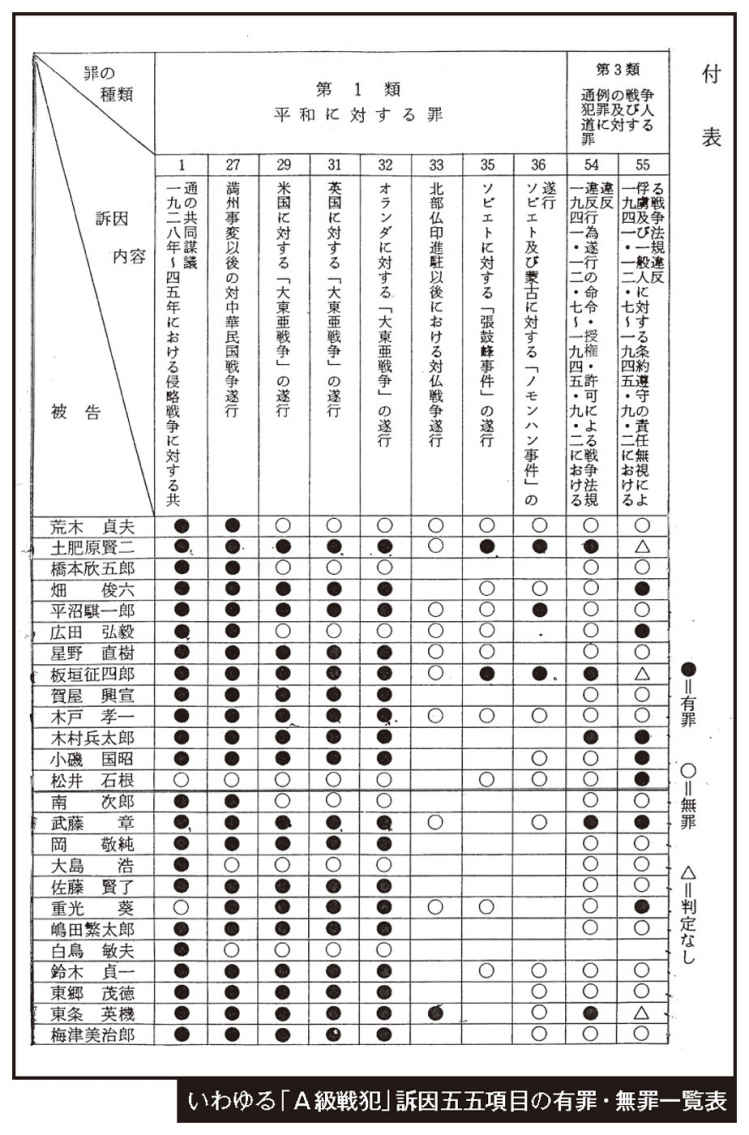 付表
罪の
種類
訴因
内容
被告
第1類
平和に対する罪
第3類
通例の戦争
犯罪及び人
道に対する
罪
1
27
29
31
32
33
35
36
54
55
一九二八年〜四五年における侵略戦争に対する共
通の共同謀議
満州事変以後の対中華民国戦争遂行
米国に対する「大東亜戦争」の遂行
英国に対する「大東亜戦争」の遂行
オランダに対する「大東亜戦争」の遂行
北部仏印進駐以後における対仏戦争遂行
ソビエトに対する「張鼓峰事件」の遂行
ソビエト及び蒙古に対する「ノモンハン事件」の
遂行
一九四一・一二・七〜一九四五・九・二における
違反行為遂行の命令・授権・許可による戦争法規
違反
一九四一・一二・七〜一九四五・九・二における
俘虜及び一般人に対する条約遵守の責任無視によ
る戦争法規違反
荒木 貞夫 ● ● ○ ○ ○ ○ ○ ○ ○ ○
土肥原賢二 ● ● ● ● ● ○ ● ● ● △
橋本欣五郎 ● ● ○ ○ ○ ○ ○
畑 俊六 ● ● ● ● ● ○ ○ ○ ●
平沼騏一郎 ● ● ● ● ● ○ ○ ● ○ ○
広田 弘毅 ● ● ○ ○ ○ ○ ○ ○ ●
星野 直樹 ● ● ● ● ● ○ ○ ○ ○
板垣征四郎 ● ● ● ● ● ○ ● ● ● △
賀屋 興宣 ● ● ● ● ● ○ ○
木戸 孝一 ● ● ● ● ● ○ ○ ○ ○ ○
木村兵太郎 ● ● ● ● ● ● ●
小磯 国昭 ● ● ● ● ● ○ ○ ●
松井 石根 ○ ○ ○ ○ ○ ○ ○ ○ ●
南 次郎 ● ● ○ ○ ○ ○ ○
武藤 章 ● ● ● ● ● ○ ○ ● ●
岡 敬純 ● ● ● ● ● ○ ○
大島 浩 ● ○ ○ ○ ○ ○ ○
佐藤 賢了 ● ● ● ● ● ○ ○
重光 葵 ○ ● ● ● ● ○ ○ ○ ●
嶋田繁太郎 ● ● ● ● ● ○ ○
白鳥 敏夫 ● ○ ○ ○ ○
鈴木 貞一 ● ● ● ● ● ○ ○ ○ ○
東郷 茂徳 ● ● ● ● ● ○ ○ ○
東条 英機 ● ● ● ● ● ● ○ ● △
梅津美治郎 ● ● ● ● ● ○ ○ ○
●=有罪 ○=無罪 △=判定なし
いわゆる「A級戦犯」訴因五五項目の有罪・無罪一覧表